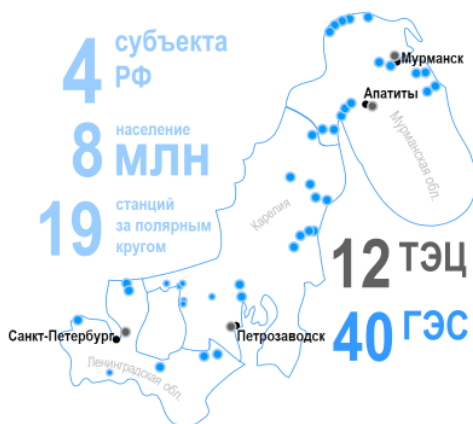 4 субъекта
РФ
8 население
МЛН
19 станций
за полярным
кругом
Мурманск
Апатиты
Мурманская обл.
Карелия
12 ТЭЦ
40 ГЭС
Санкт-Петербург
Петрозаводск
Ленинградская обл.